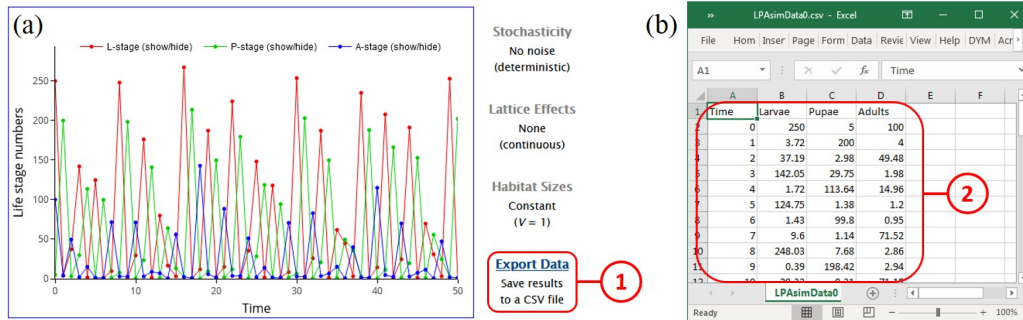 (a)
L-stage (show/hide) P-stage (show/hide) A-stage (show/hide)
Life stage numbers
250
200
150
100
50
0
0 10 20 30 40 50
Time
Stochasticity
No noise
(deterministic)
Lattice Effects
None
(continuous)
Habitat Sizes
Constant
(V = 1)
Export Data
Save results
to a CSV file
1
(b)
LPAsimData0.csv - Excel
File Hom Inser Page Form Data Revie View Help DYM Acr
A1 fx Time
A B C D E F
1 Time Larvae Pupae Adults
2 0 250 5 100
3 1 3.72 200 4
4 2 37.19 2.98 49.48
5 3 142.05 29.75 1.98
6 4 1.72 113.64 14.96
7 5 124.75 1.38 1.2
8 6 1.43 99.8 0.95
9 7 9.6 1.14 71.52
10 8 248.03 7.68 2.86
11 9 0.39 198.42 2.94
2
LPAsimData0
Ready 100%